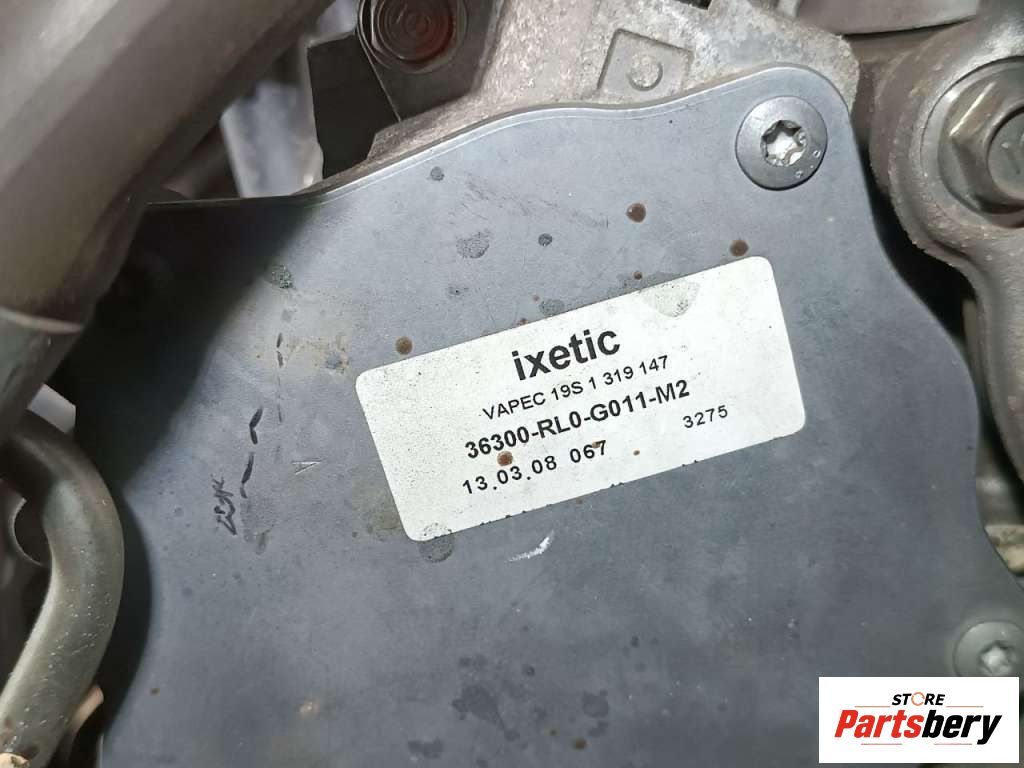 ixetic
VAPEC 19S 1 319 147
36300-RL0-G011-M2
13.03.08 067 3275
A
STORE
Partsbery